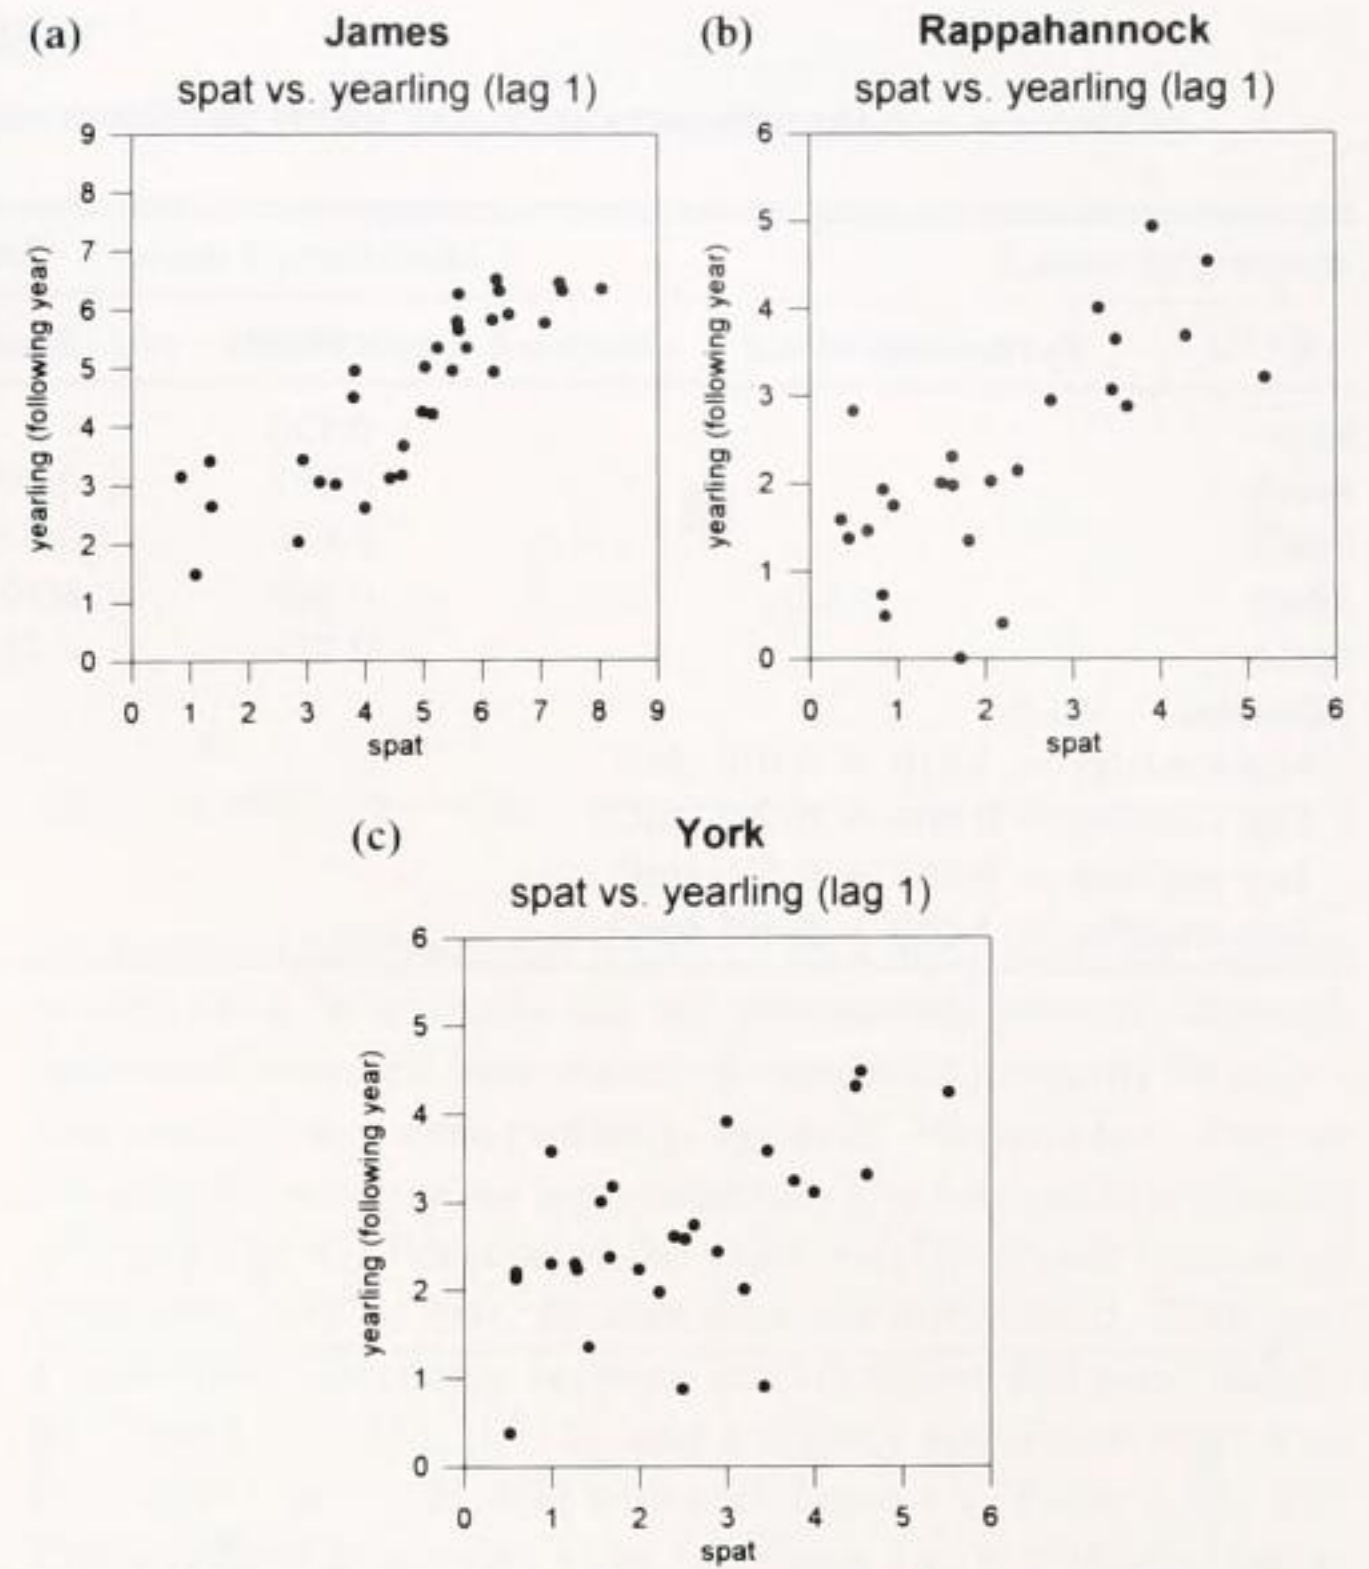 (a)
James
spat vs. yearling (lag 1)
9
8
7
6
5
4
3
2
1
0
yearling (following year)
0 1 2 3 4 5 6 7 8 9
spat
(b)
Rappahannock
spat vs. yearling (lag 1)
6
5
4
3
2
1
0
yearling (following year)
0 1 2 3 4 5 6
spat
(c)
York
spat vs. yearling (lag 1)
6
5
4
3
2
1
0
yearling (following year)
0 1 2 3 4 5 6
spat